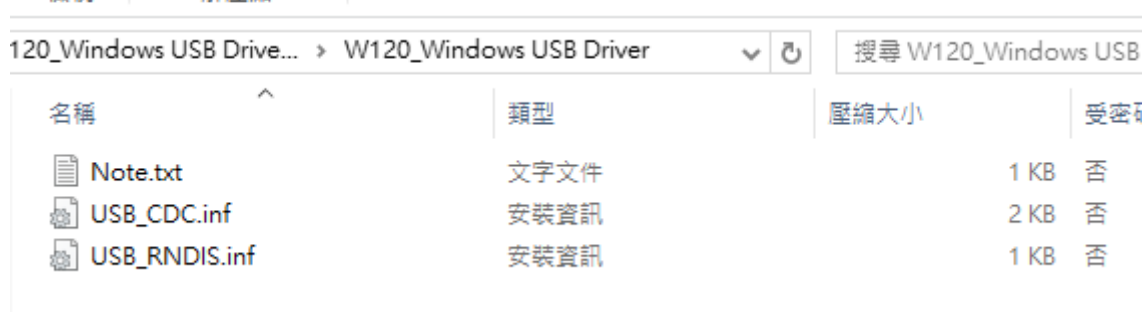 120_Windows USB Drive... > W120_Windows USB Driver 搜尋 W120_Windows USB
名稱 類型 壓縮大小 受密
Note.txt 文字文件 1 KB 否
USB_CDC.inf 安裝資訊 2 KB 否
USB_RNDIS.inf 安裝資訊 1 KB 否